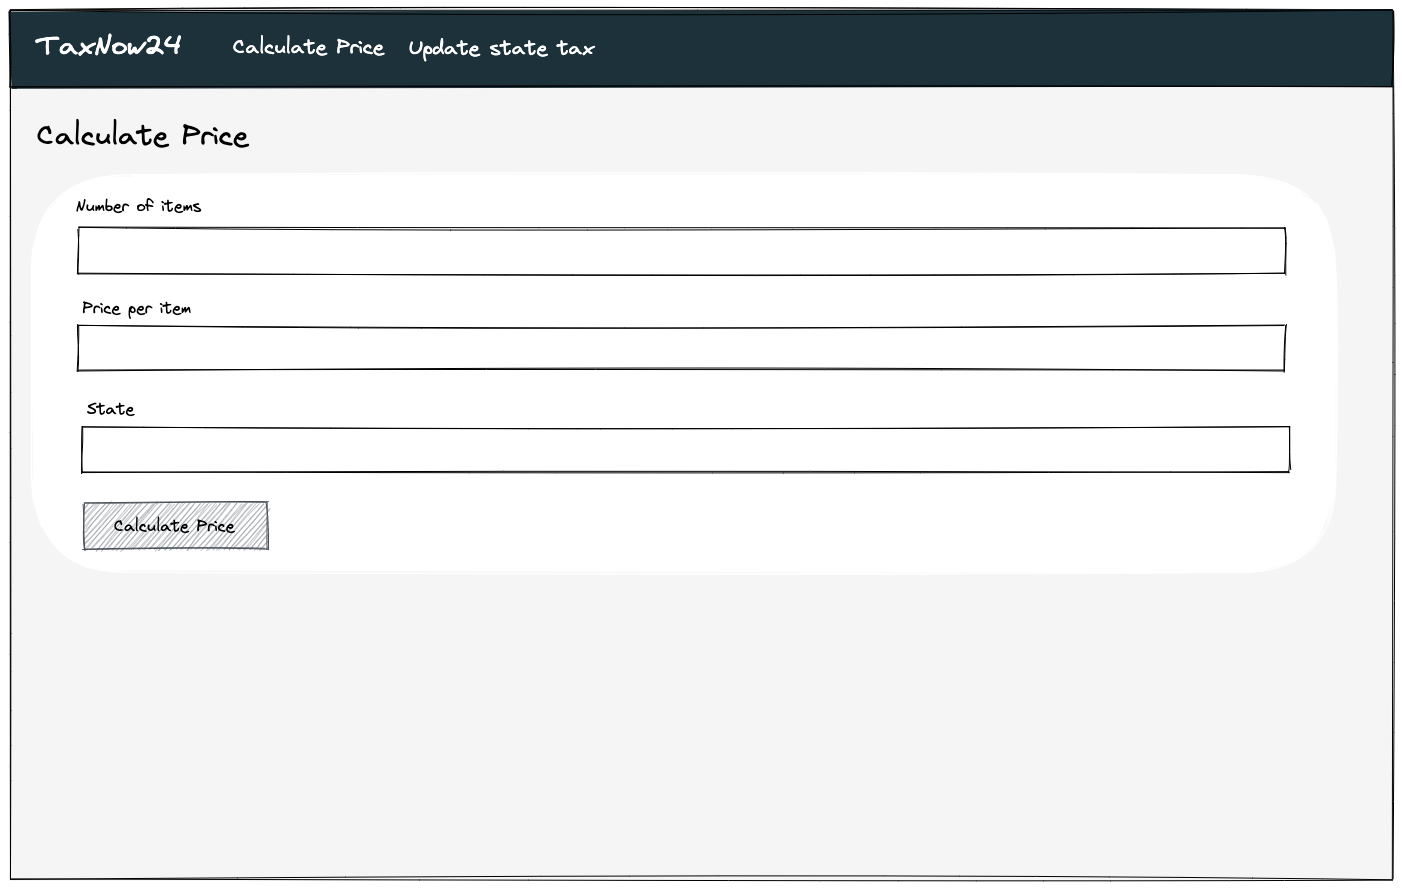 TaxNow24 Calculate Price Update state tax
Calculate Price
Number of items
Price per item
State
Calculate Price